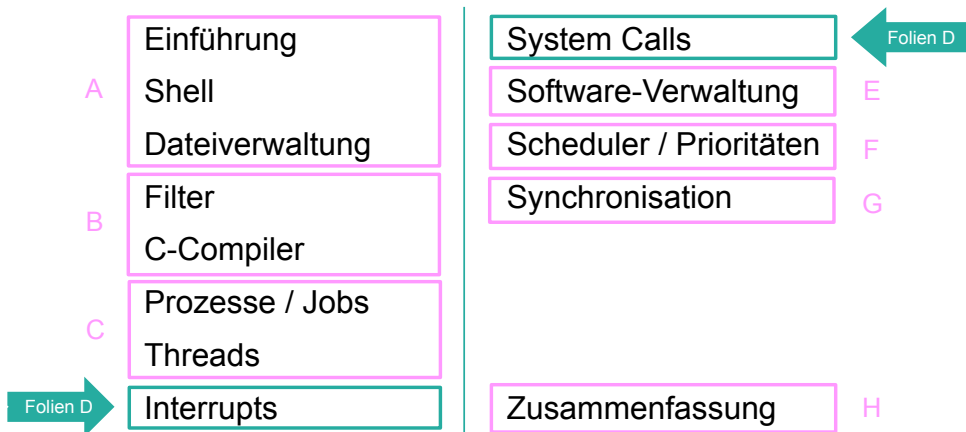 Einführung
A
Shell
Dateiverwaltung
Filter
B
C-Compiler
Prozesse / Jobs
C
Threads
Folien D
Interrupts
System Calls
Folien D
Software-Verwaltung
E
Scheduler / Prioritäten
F
Synchronisation
G
Zusammenfassung
H